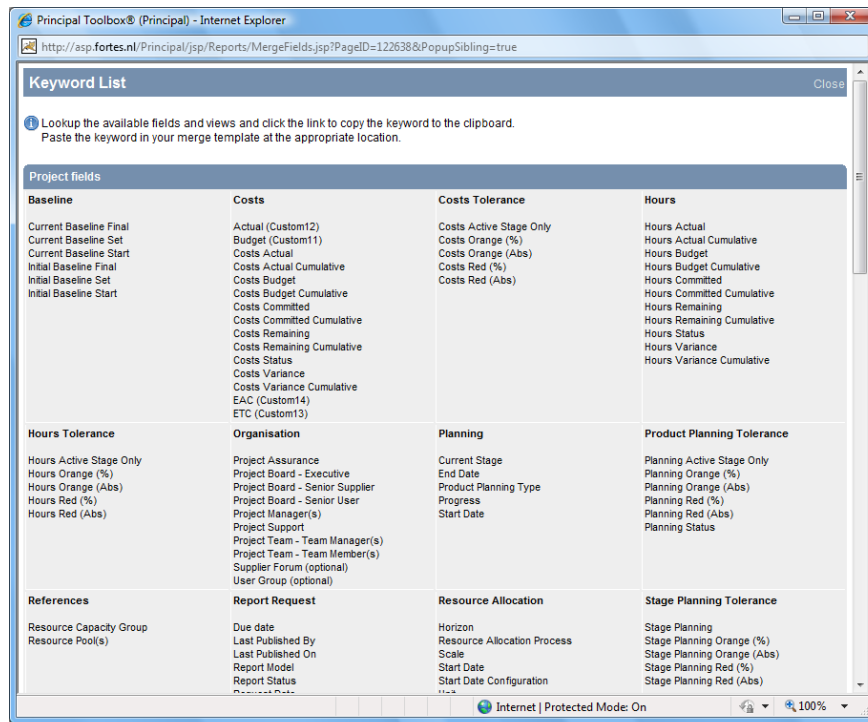 Principal Toolbox® (Principal) - Internet Explorer
http://asp.fortes.nl/Principal/jsp/Reports/MergeFields.jsp?PageID=122638&PopupSibling=true
Keyword List
Close
Lookup the available fields and views and click the link to copy the keyword to the clipboard.
Paste the keyword in your merge template at the appropriate location.
Project fields
Baseline
Current Baseline Final
Current Baseline Set
Current Baseline Start
Initial Baseline Final
Initial Baseline Set
Initial Baseline Start
Costs
Actual (Custom12)
Budget (Custom11)
Costs Actual
Costs Actual Cumulative
Costs Budget
Costs Budget Cumulative
Costs Committed
Costs Committed Cumulative
Costs Remaining
Costs Remaining Cumulative
Costs Status
Costs Variance
Costs Variance Cumulative
EAC (Custom14)
ETC (Custom13)
Costs Tolerance
Costs Active Stage Only
Costs Orange (%)
Costs Orange (Abs)
Costs Red (%)
Costs Red (Abs)
Hours
Hours Actual
Hours Actual Cumulative
Hours Budget
Hours Budget Cumulative
Hours Committed
Hours Committed Cumulative
Hours Remaining
Hours Remaining Cumulative
Hours Status
Hours Variance
Hours Variance Cumulative
Hours Tolerance
Hours Active Stage Only
Hours Orange (%)
Hours Orange (Abs)
Hours Red (%)
Hours Red (Abs)
Organisation
Project Assurance
Project Board - Executive
Project Board - Senior Supplier
Project Board - Senior User
Project Manager(s)
Project Support
Project Team - Team Manager(s)
Project Team - Team Member(s)
Supplier Forum (optional)
User Group (optional)
Planning
Current Stage
End Date
Product Planning Type
Progress
Start Date
Product Planning Tolerance
Planning Active Stage Only
Planning Orange (%)
Planning Orange (Abs)
Planning Red (%)
Planning Red (Abs)
Planning Status
References
Resource Capacity Group
Resource Pool(s)
Report Request
Due date
Last Published By
Last Published On
Report Model
Report Status
Resource Allocation
Horizon
Resource Allocation Process
Scale
Start Date
Start Date Configuration
Stage Planning Tolerance
Stage Planning
Stage Planning Orange (%)
Stage Planning Orange (Abs)
Stage Planning Red (%)
Stage Planning Red (Abs)
Internet | Protected Mode: On
100%